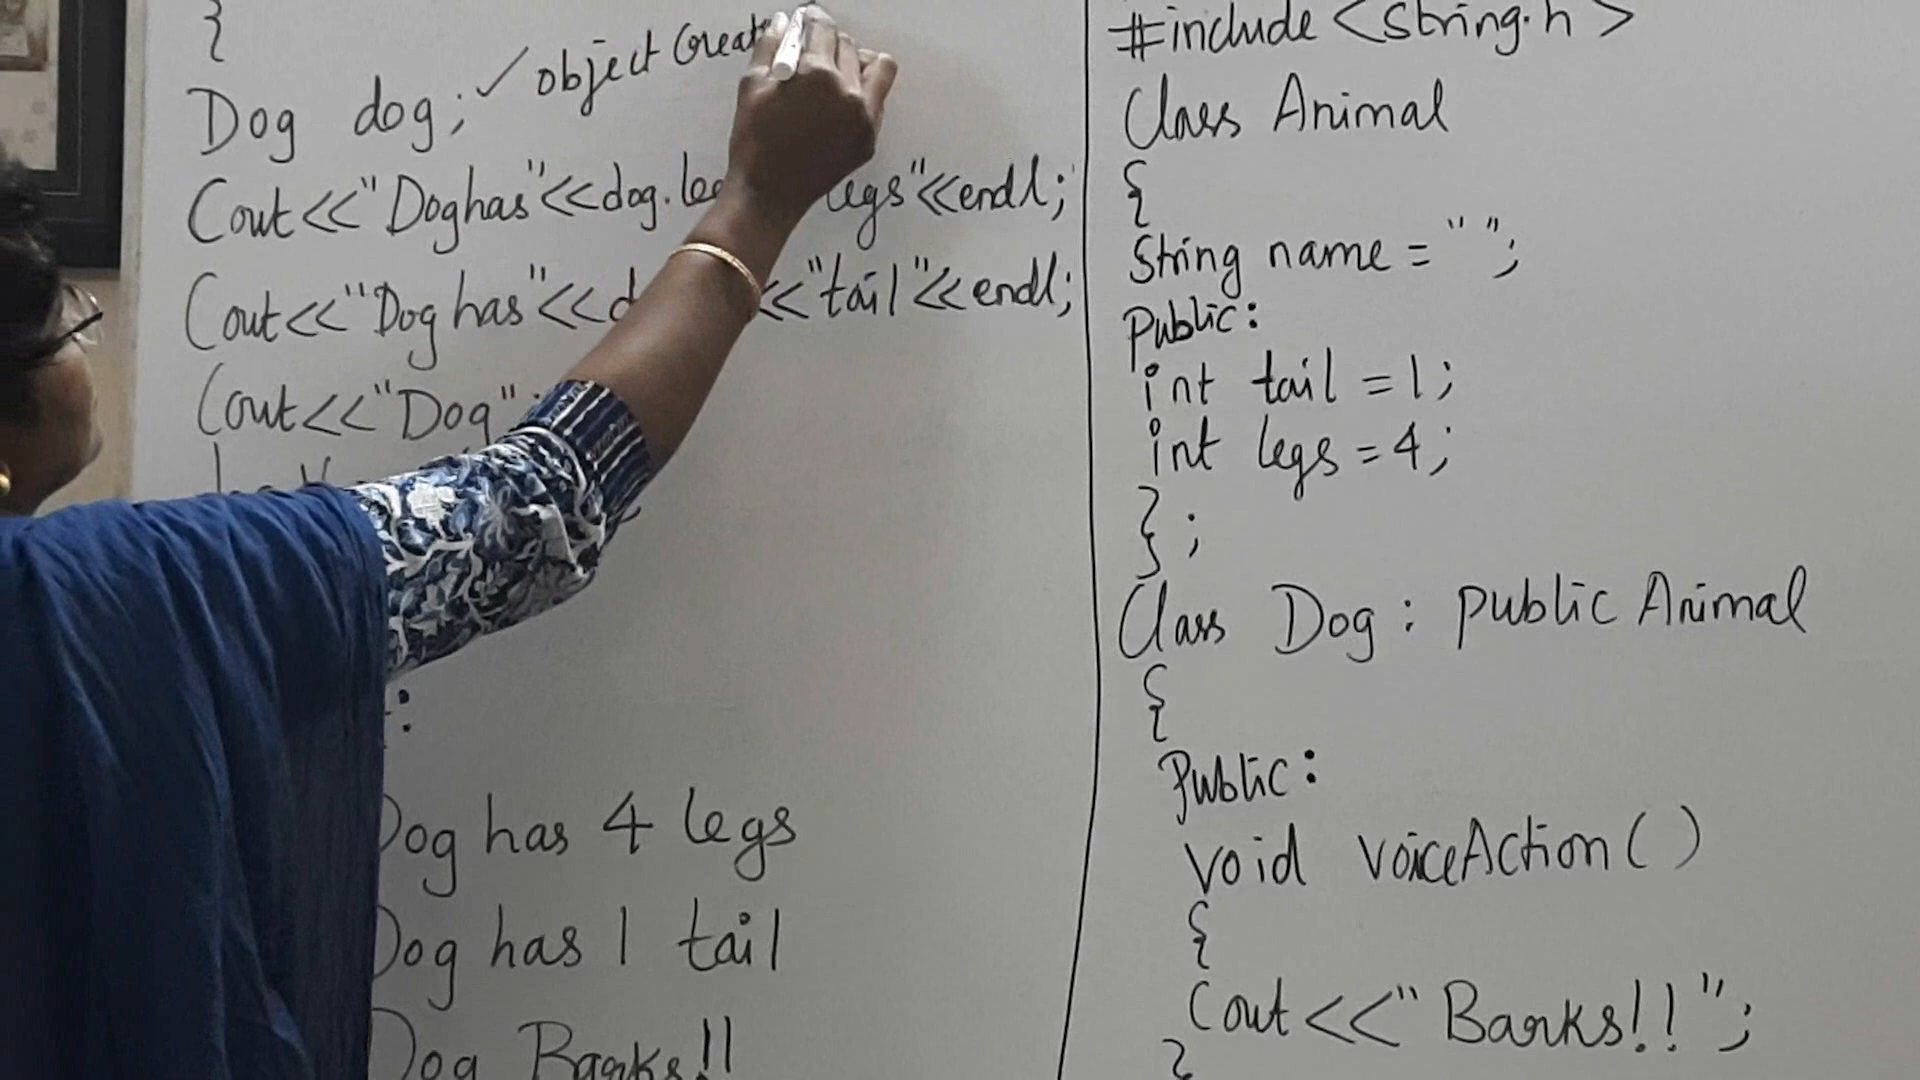 {
Dog dog; ✓ object Creat
Cout<<"Doghas"<<dog.leg legs"<<endl;
Cout<<"Dog has"<<d <<"tail"<<endl;
Cout<<"Dog"
:
Dog has 4 legs
Dog has 1 tail
Dog Barks!!
#include <string.h>
Class Animal
{
String name = " ";
Public:
int tail = 1;
int legs = 4;
};
Class Dog : public Animal
{
Public:
void voiceAction( )
{
Cout<<"Barks!!";
}